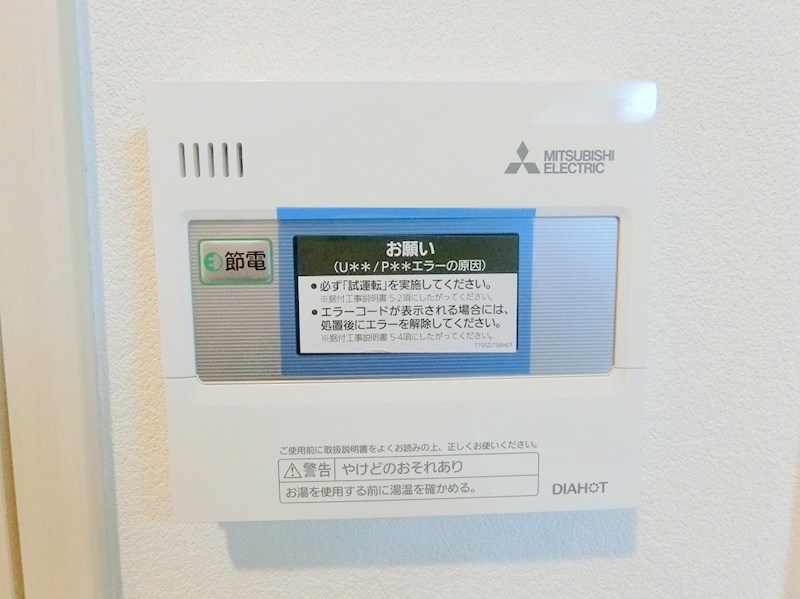 MITSUBISHI
ELECTRIC
節電
お願い
(U** / P**エラーの原因)
●必ず「試運転」を実施してください。
※据付工事説明書 5-2項にしたがってください。
●エラーコードが表示される場合には、
処置後にエラーを解除してください。
※据付工事説明書 5-4項にしたがってください。
ご使用前に取扱説明書をよくお読みの上、正しくお使いください。
警告 やけどのおそれあり
お湯を使用する前に湯温を確かめる。
DIAHOT